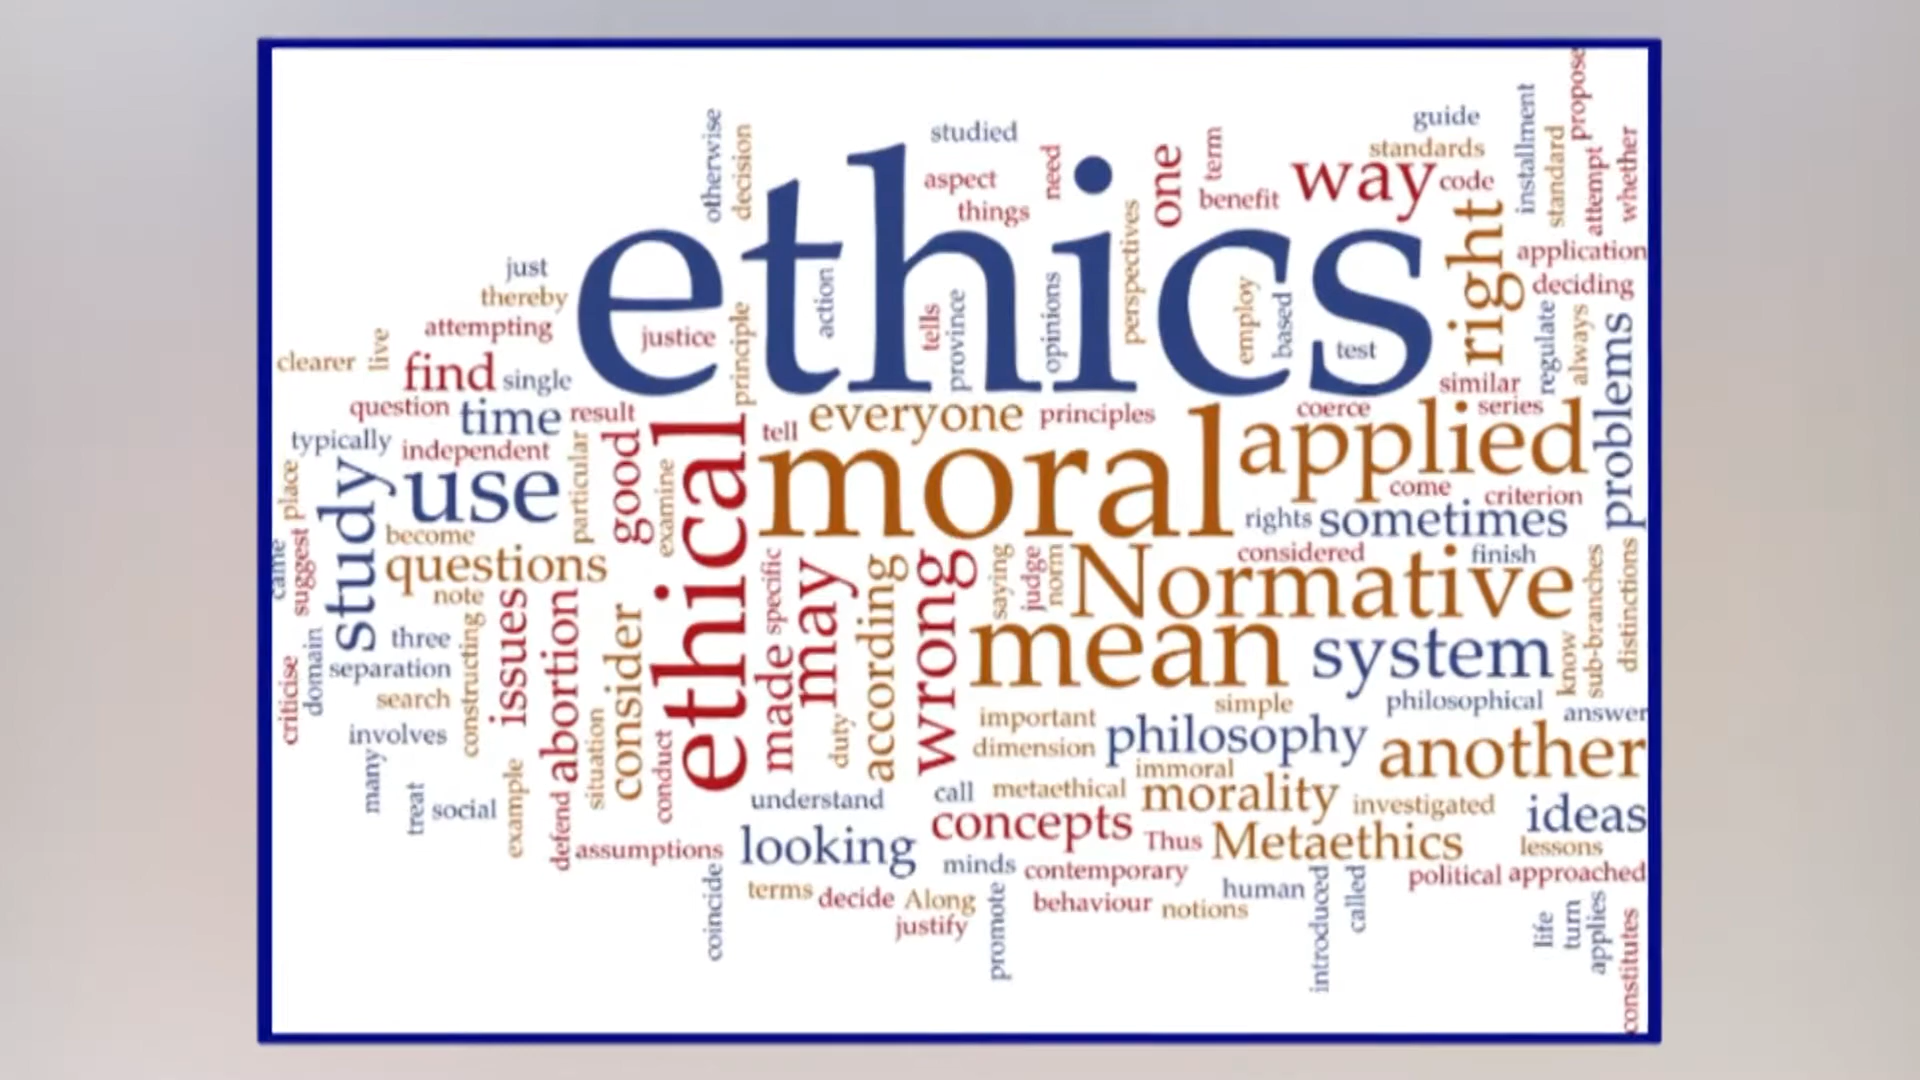 propose
otherwise
decision
studied
guide
installment
standards
standard
attempt
whether
term
need
one
aspect
way
code
benefit
things
ethics
perspectives
right
application
just
deciding
thereby
action
attempting
justice
principle
tells
province
opinions
employ
based
test
regulate
always
problems
clearer
live
find
single
similar
question
time
result
everyone
principles
coerce
series
typically
independent
good
ethical
tell
moral
applied
place
study
use
particular
examine
come
criterion
rights
sometimes
become
came
suggest
questions
specific
may
according
wrong
saying
judge
norm
considered
finish
Normative
sub-branches
distinctions
note
issues
abortion
mean
system
know
three
domain
separation
constructing
consider
made
criticise
search
simple
philosophical
answer
important
involves
situation
conduct
duty
dimension
philosophy
another
many
immoral
treat
social
example
defend
understand
call
metaethical
morality
investigated
ideas
assumptions
looking
concepts
Thus
Metaethics
lessons
coincide
minds
contemporary
political
approached
terms
decide
Along
behaviour
notions
human
introduced
called
justify
promote
life
turn
applies
constitutes